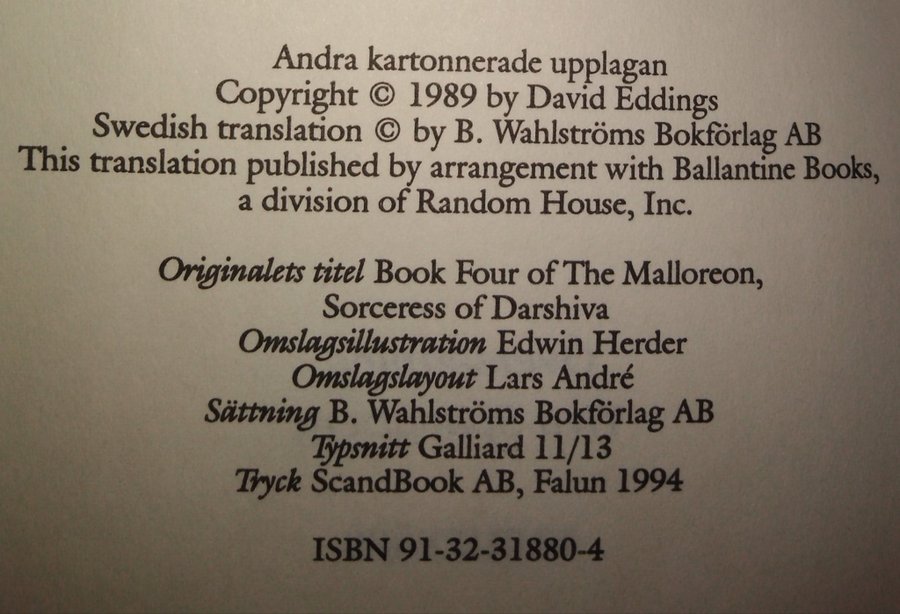 Andra kartonnerade upplagan
Copyright © 1989 by David Eddings
Swedish translation © by B. Wahlströms Bokförlag AB
This translation published by arrangement with Ballantine Books,
a division of Random House, Inc.
Originalets titel Book Four of The Malloreon,
Sorceress of Darshiva
Omslagsillustration Edwin Herder
Omslagslayout Lars André
Sättning B. Wahlströms Bokförlag AB
Typsnitt Galliard 11/13
Tryck ScandBook AB, Falun 1994
ISBN 91-32-31880-4